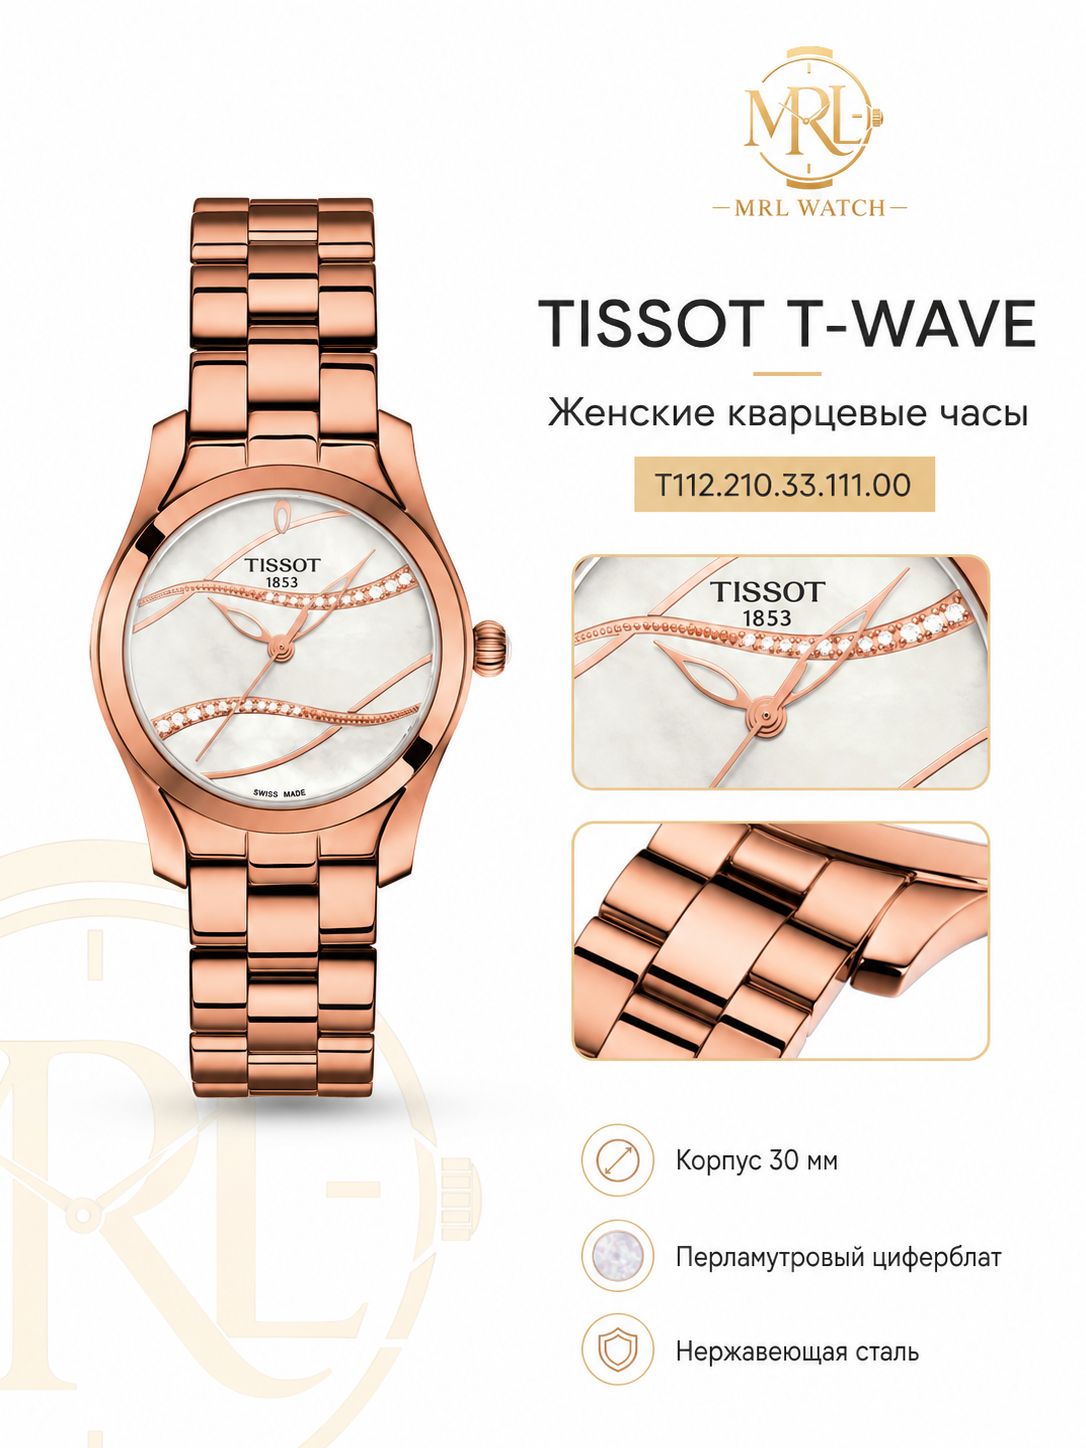 MRL
MRL WATCH
TISSOT T-WAVE
Женские кварцевые часы
T112.210.33.111.00
TISSOT
1853
SWISS MADE
TISSOT
1853
Корпус 30 мм
Перламутровый циферблат
Нержавеющая сталь
MRL